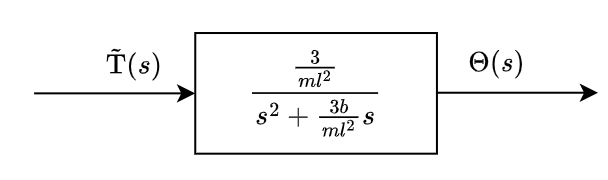 T̃(s)
3
ml²
s² + 3b
ml² s
Θ(s)